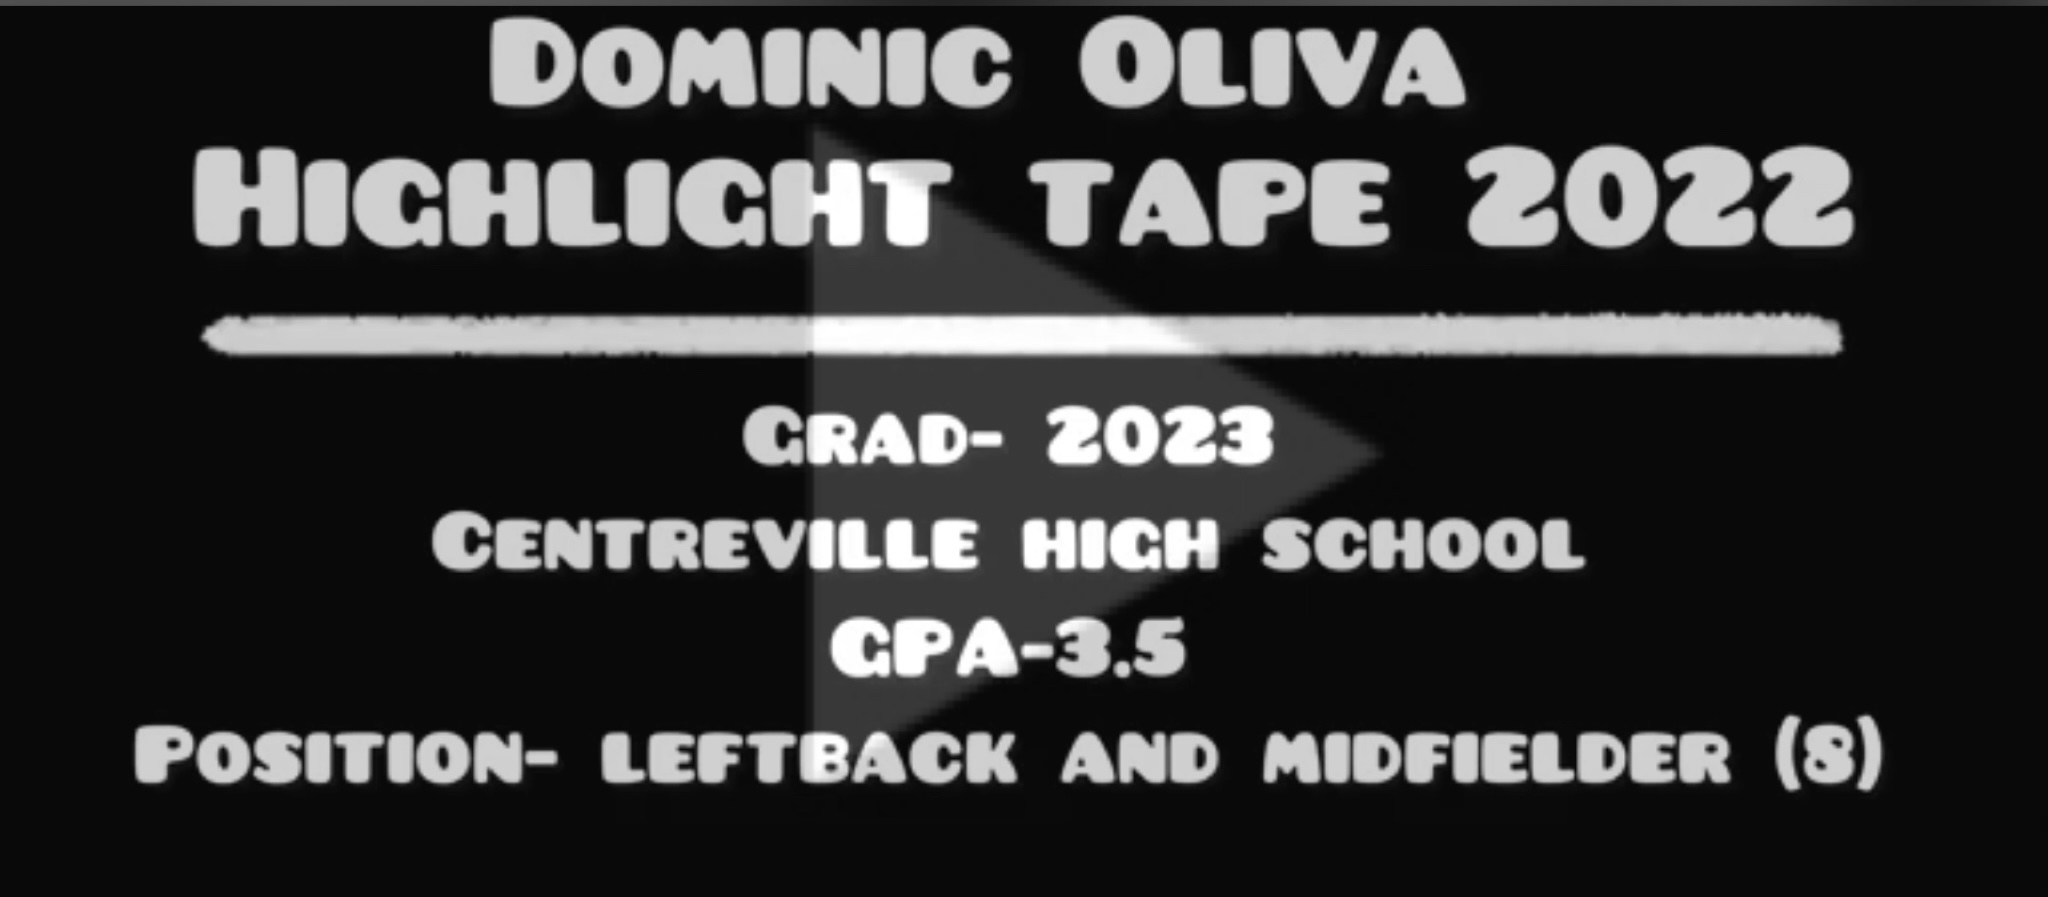 Dominic Oliva
Highlight tape 2022
Grad- 2023
Centreville high school
GPA-3.5
Position- leftback and midfielder (8)